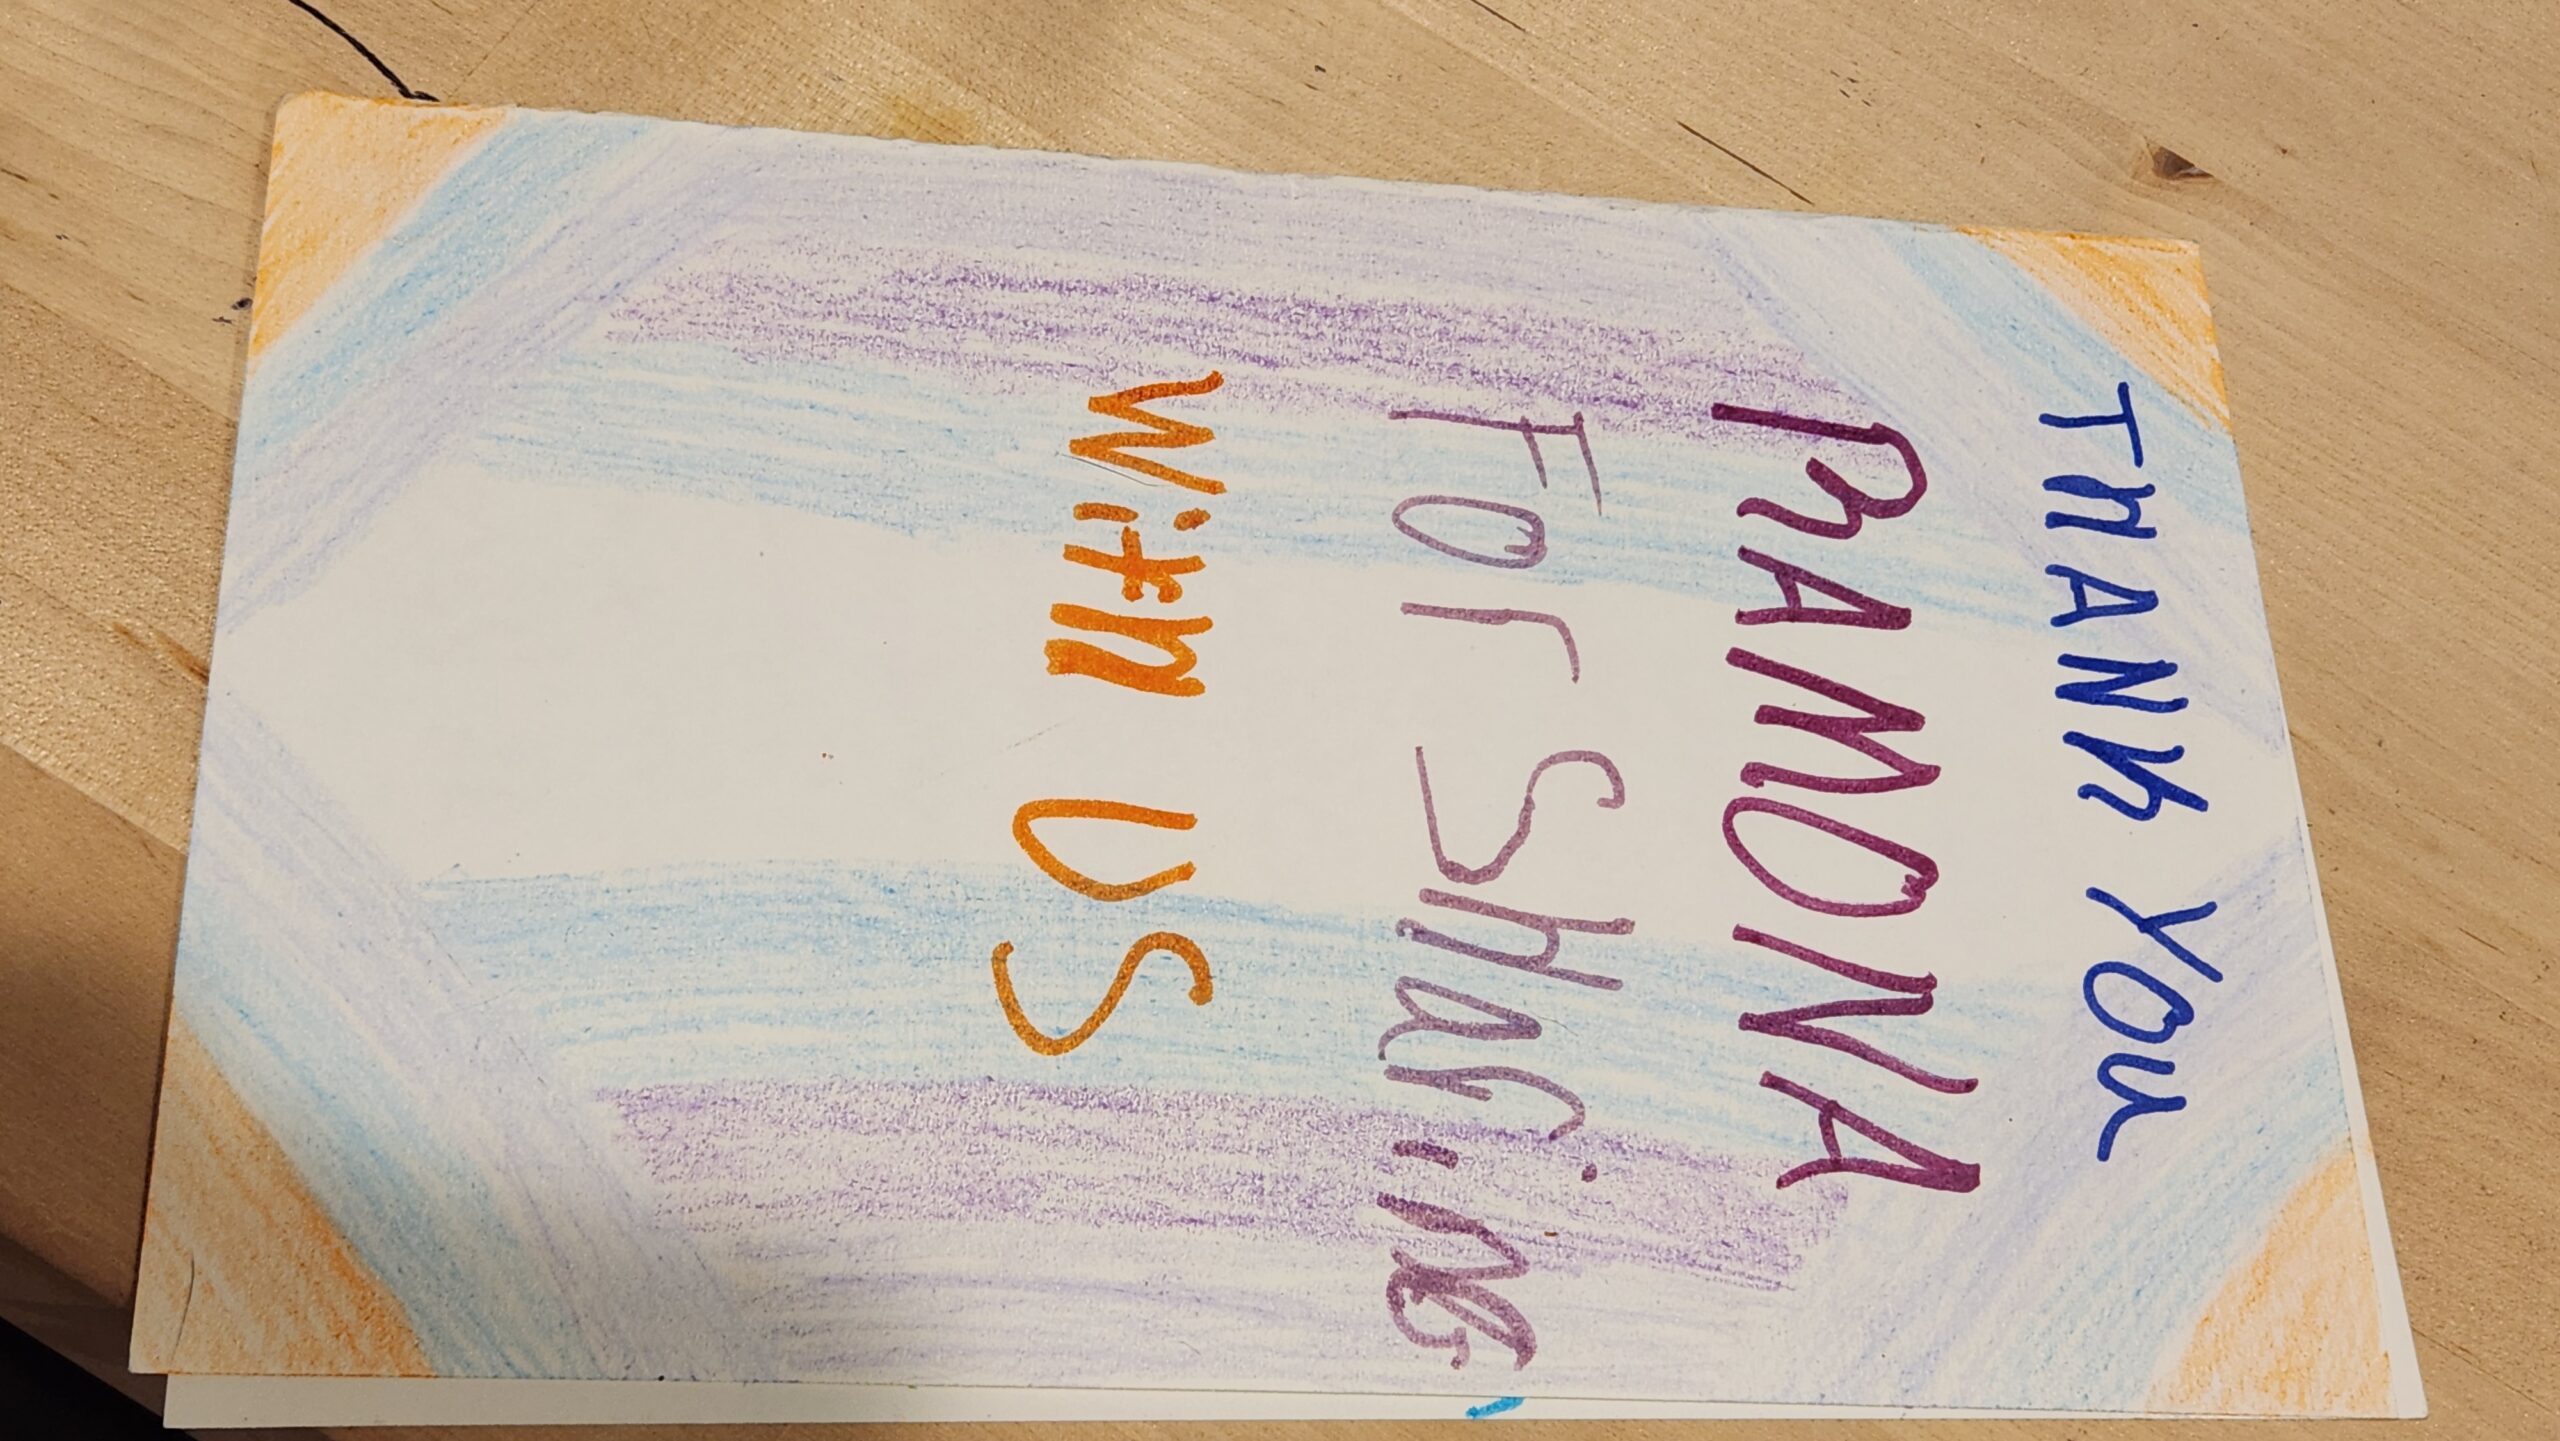 THANK You
RAMONA
For SHARiNG
With US